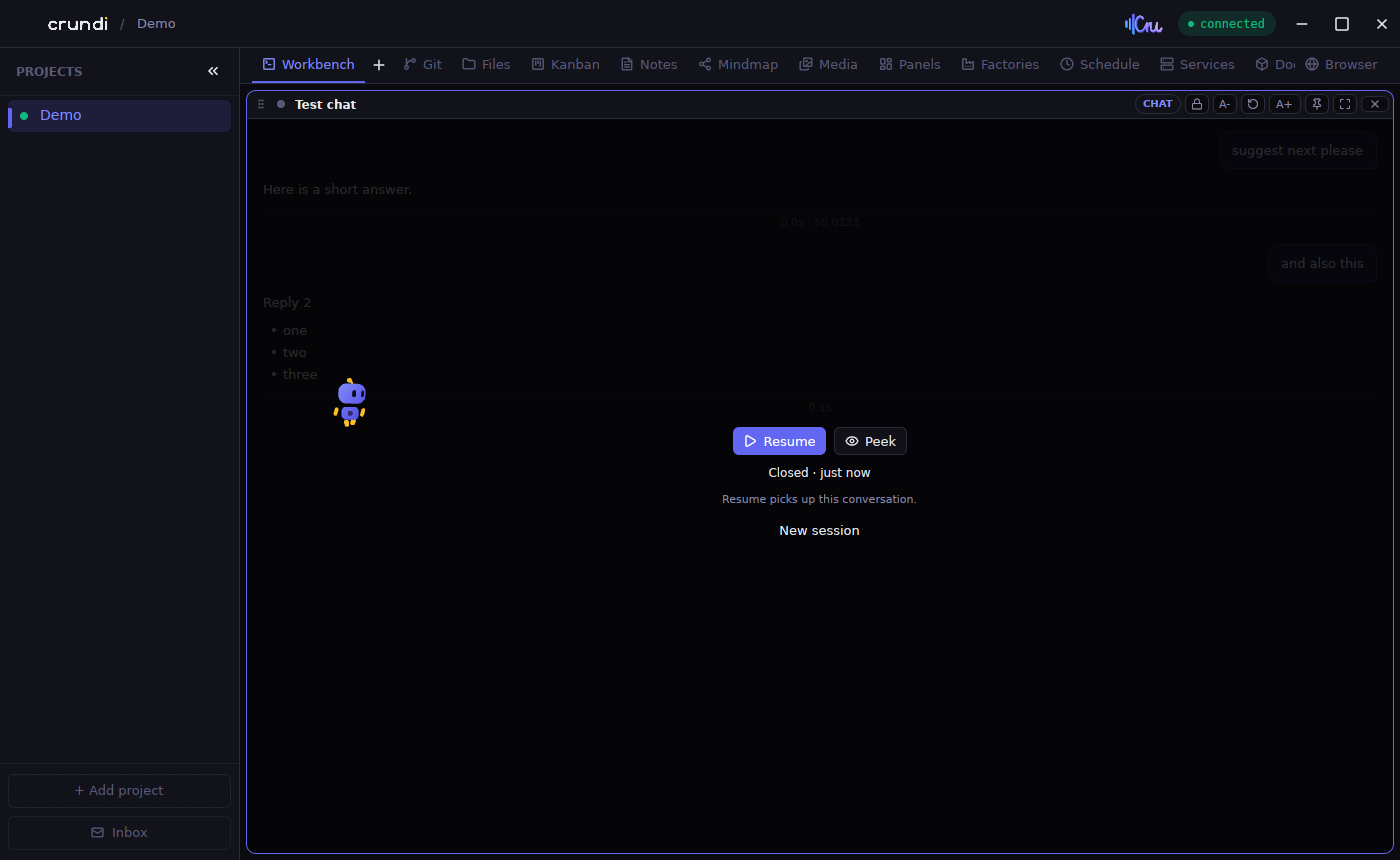 crundi / Demo
Cru
connected
PROJECTS
Demo
+ Add project
Inbox
Workbench
Git
Files
Kanban
Notes
Mindmap
Media
Panels
Factories
Schedule
Services
Doc
Browser
Test chat
CHAT
A-
A+
suggest next please
Here is a short answer.
0.0s · $0.0123
and also this
Reply 2
• one
• two
• three
0.1s
Resume
Peek
Closed · just now
Resume picks up this conversation.
New session